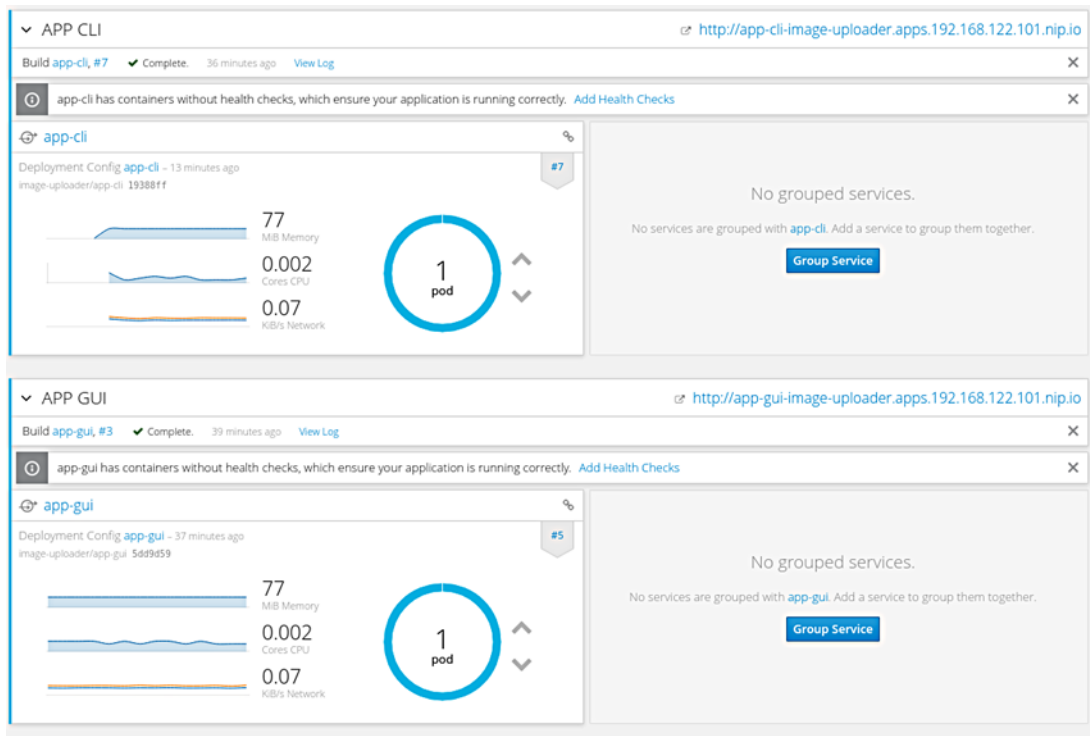 APP CLI http://app-cli-image-uploader.apps.192.168.122.101.nip.io
Build app-cli, #7 Complete. 36 minutes ago View Log
app-cli has containers without health checks, which ensure your application is running correctly. Add Health Checks
app-cli
Deployment Config app-cli – 13 minutes ago #7
image-uploader/app-cli 19388ff
77
MiB Memory
0.002
Cores CPU
0.07
KiB/s Network
1
pod
No grouped services.
No services are grouped with app-cli. Add a service to group them together.
Group Service
APP GUI http://app-gui-image-uploader.apps.192.168.122.101.nip.io
Build app-gui, #3 Complete. 39 minutes ago View Log
app-gui has containers without health checks, which ensure your application is running correctly. Add Health Checks
app-gui
Deployment Config app-gui – 37 minutes ago #5
image-uploader/app-gui 5dd9d59
77
MiB Memory
0.002
Cores CPU
0.07
KiB/s Network
1
pod
No grouped services.
No services are grouped with app-gui. Add a service to group them together.
Group Service